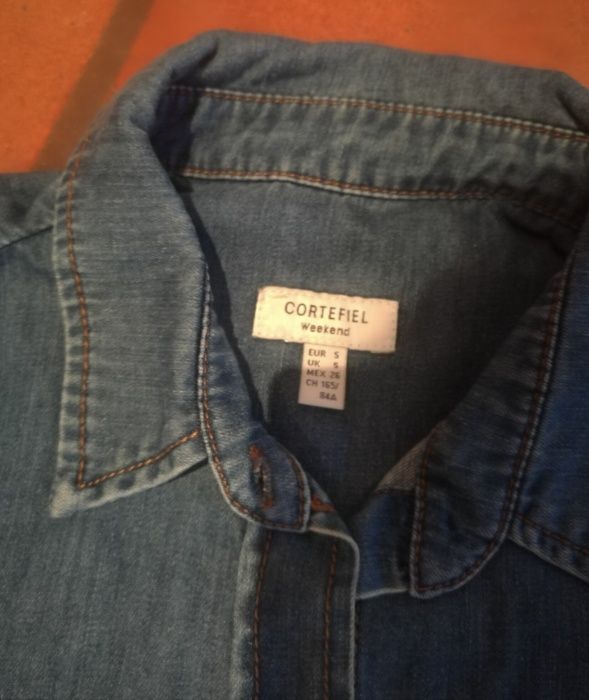 CORTEFIEL
Weekend
EUR S
UK S
MEX 26
CH 165/
84A